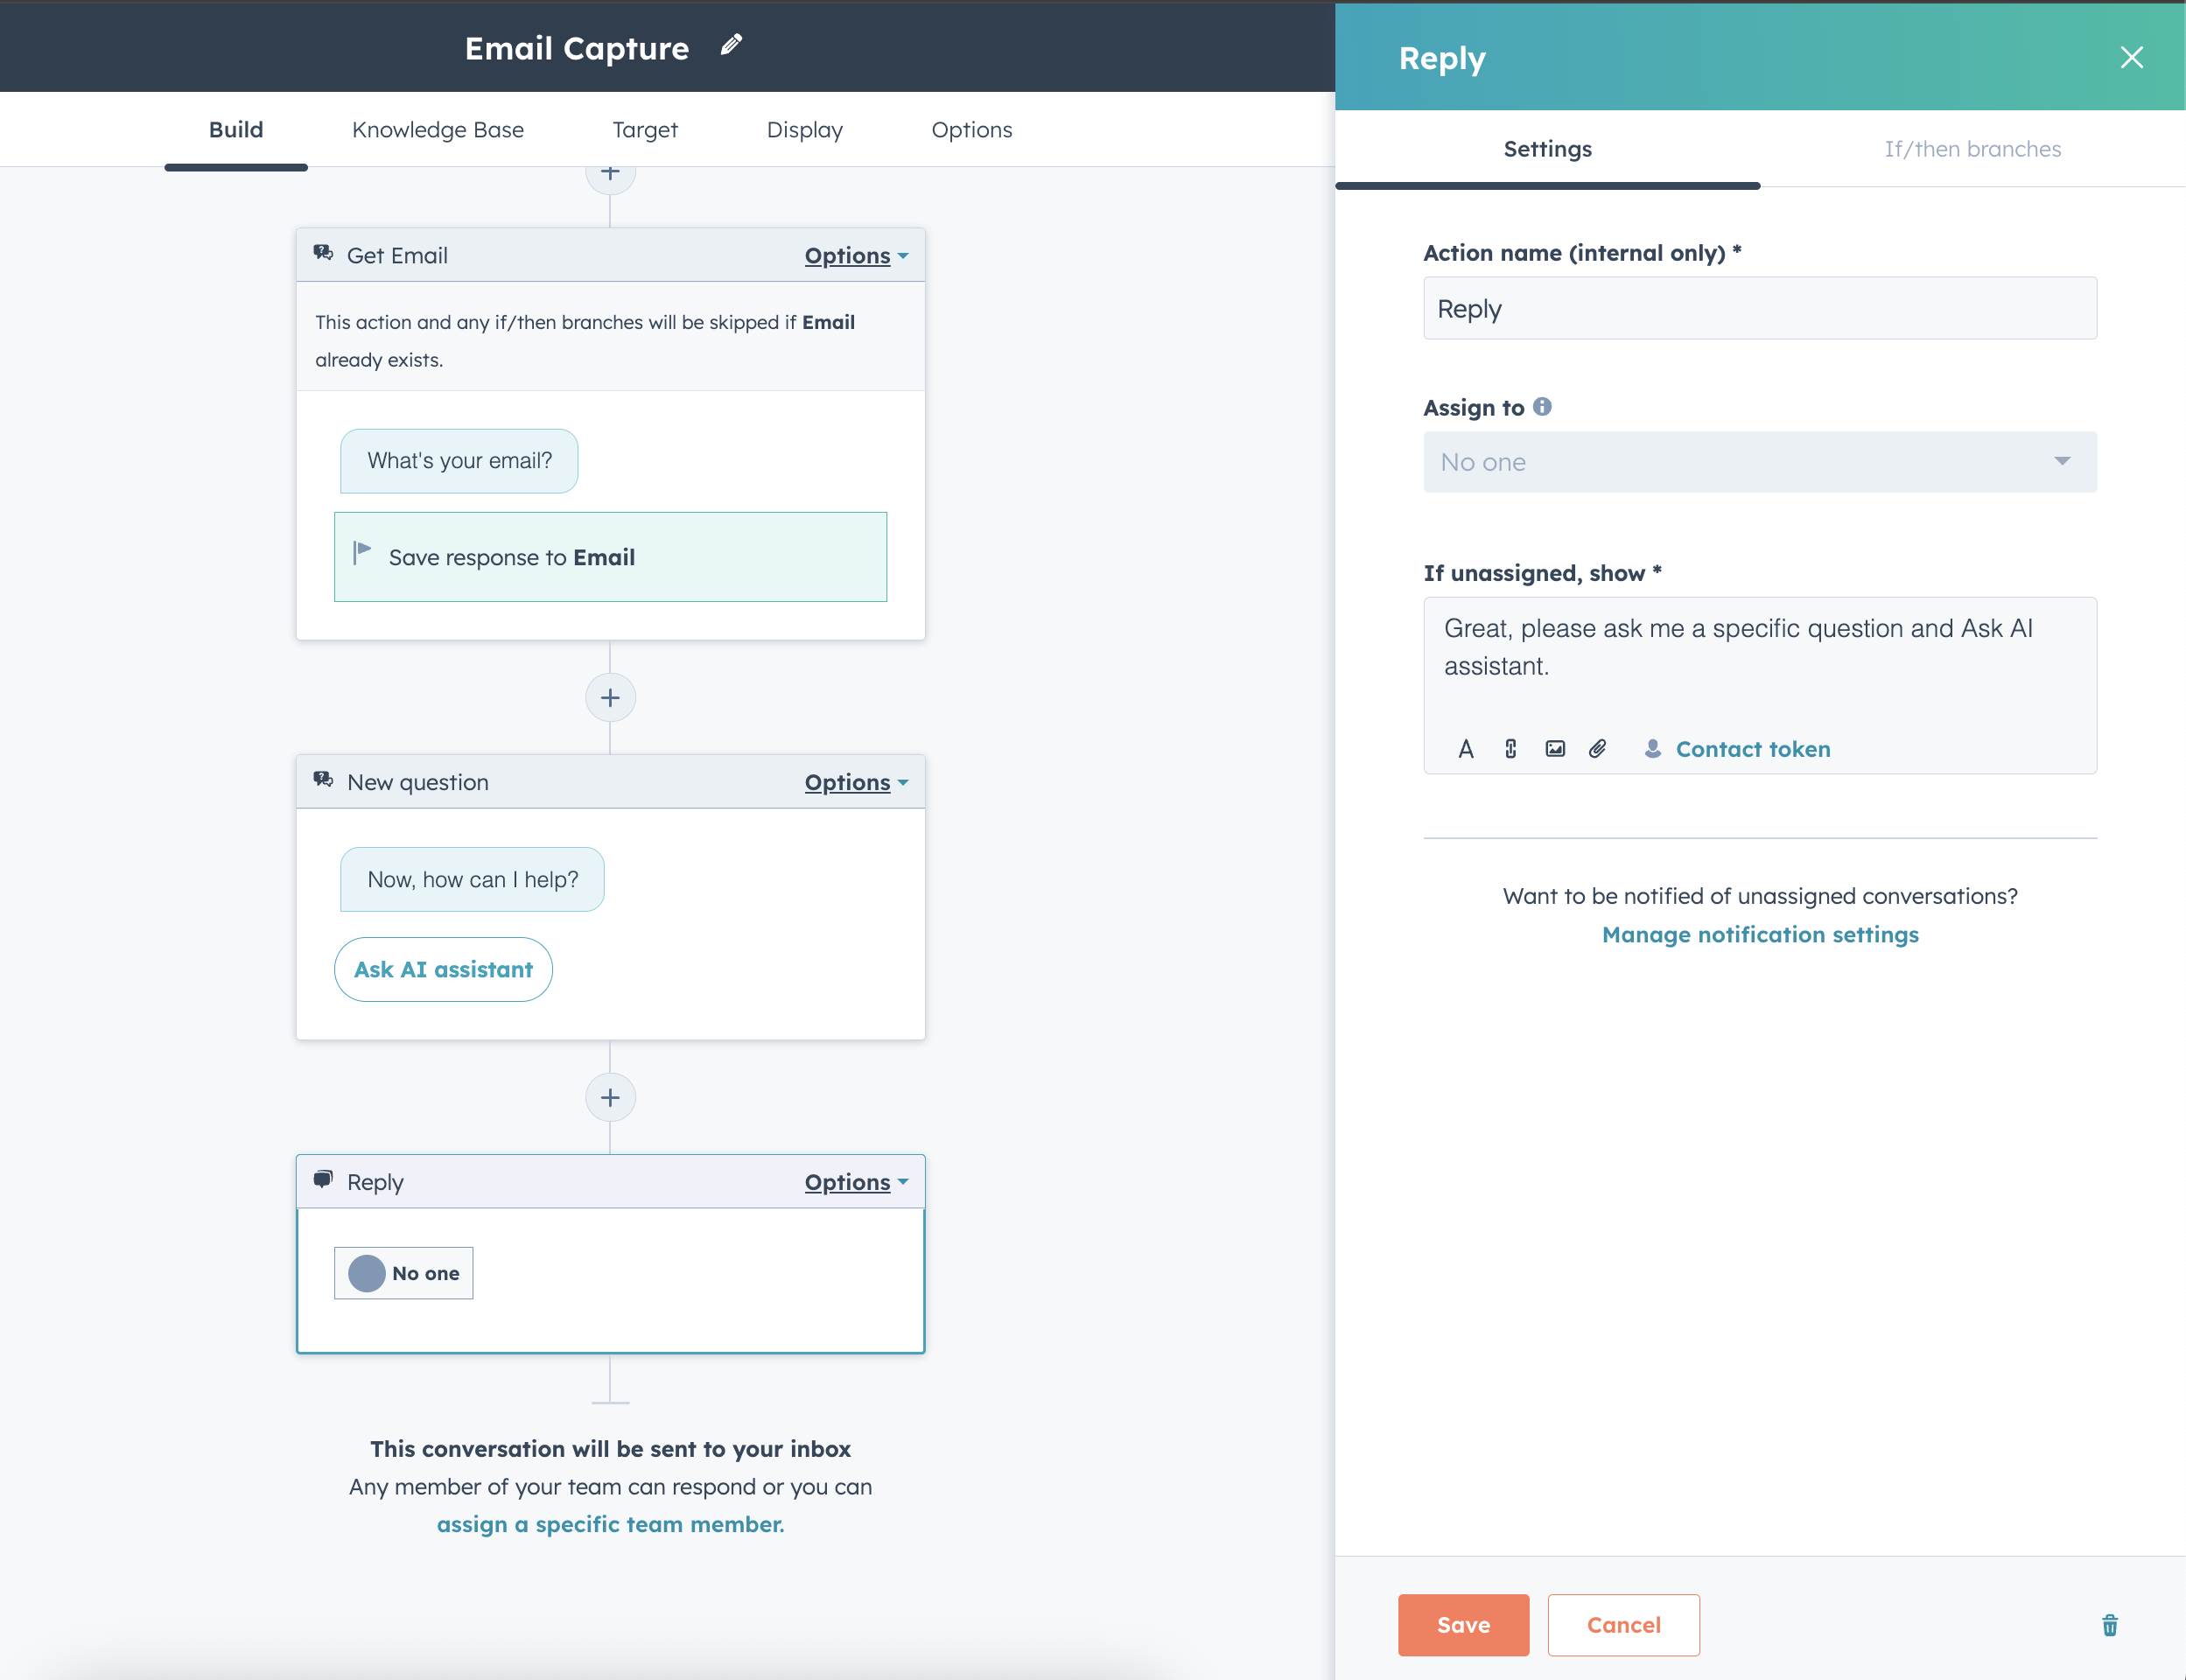 Email Capture
Build
Knowledge Base
Target
Display
Options
Get Email
Options
This action and any if/then branches will be skipped if Email
already exists.
What's your email?
Save response to Email
New question
Options
Now, how can I help?
Ask AI assistant
Reply
Options
No one
This conversation will be sent to your inbox
Any member of your team can respond or you can
assign a specific team member.
Reply
Settings
If/then branches
Action name (internal only) *
Reply
Assign to
No one
If unassigned, show *
Great, please ask me a specific question and Ask AI
assistant.
Contact token
Want to be notified of unassigned conversations?
Manage notification settings
Save
Cancel